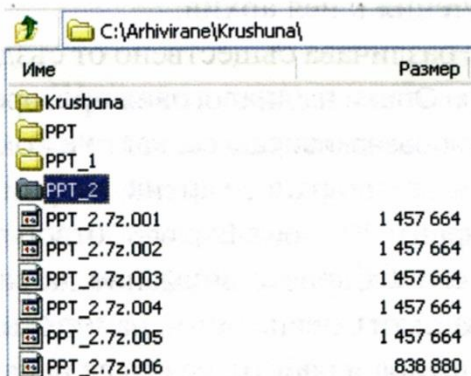 C:\Arhivirane\Krushuna\
Име Размер
Krushuna
PPT
PPT_1
PPT_2
PPT_2.7z.001 1 457 664
PPT_2.7z.002 1 457 664
PPT_2.7z.003 1 457 664
PPT_2.7z.004 1 457 664
PPT_2.7z.005 1 457 664
PPT_2.7z.006 838 880